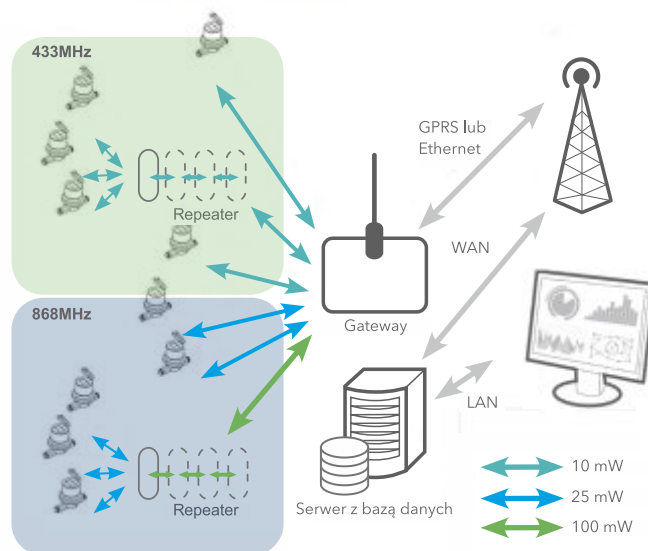 433MHz
GPRS lub
Ethernet
Repeater
WAN
868MHz
Gateway
LAN
Repeater
Serwer z bazą danych
10 mW
25 mW
100 mW